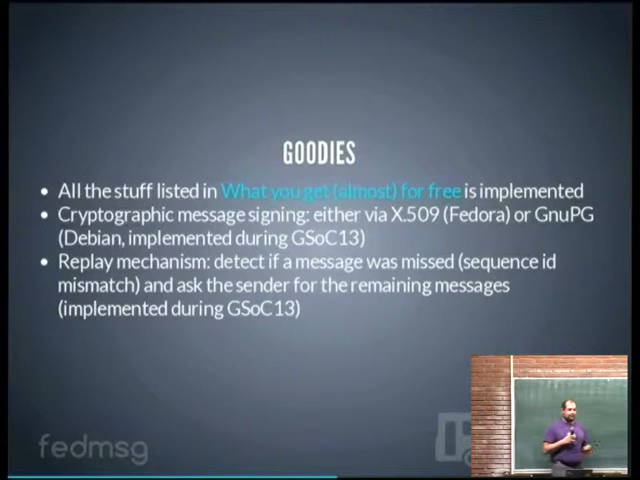 GOODIES
All the stuff listed in What you get (almost) for free is implemented
Cryptographic message signing: either via X.509 (Fedora) or GnuPG
(Debian, implemented during GSoC13)
Replay mechanism: detect if a message was missed (sequence id
mismatch) and ask the sender for the remaining messages
(implemented during GSoC13)
fedmsg